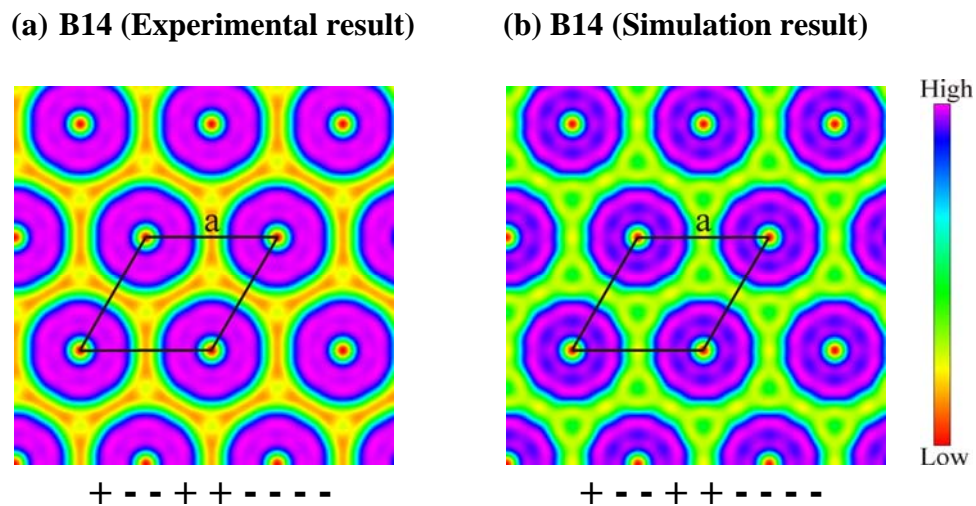 (a) B14 (Experimental result)
(b) B14 (Simulation result)
High
a
a
Low
+ - - + + - - - -
+ - - + + - - - -